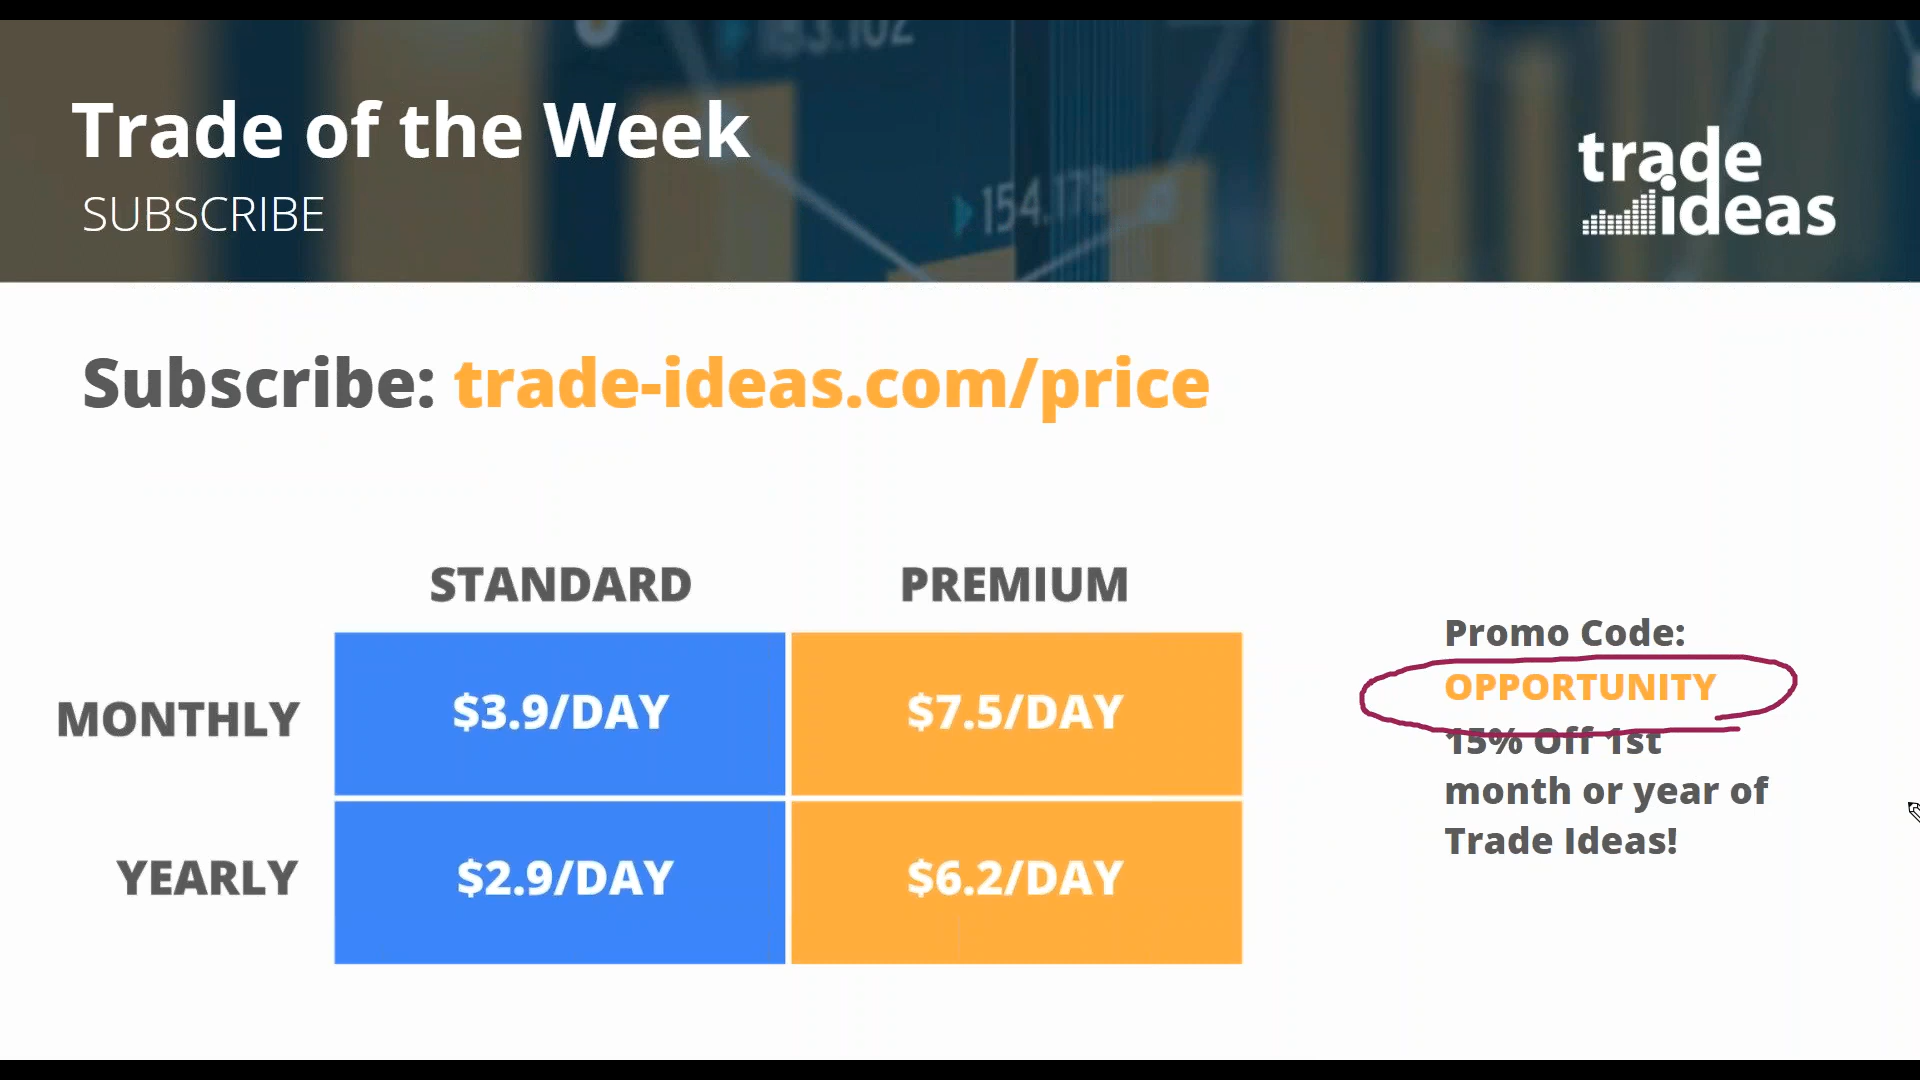 Trade of the Week
SUBSCRIBE
154.178
trade
ideas
Subscribe: trade-ideas.com/price
STANDARD PREMIUM
MONTHLY $3.9/DAY $7.5/DAY
YEARLY $2.9/DAY $6.2/DAY
Promo Code:
OPPORTUNITY
15% Off 1st
month or year of
Trade Ideas!